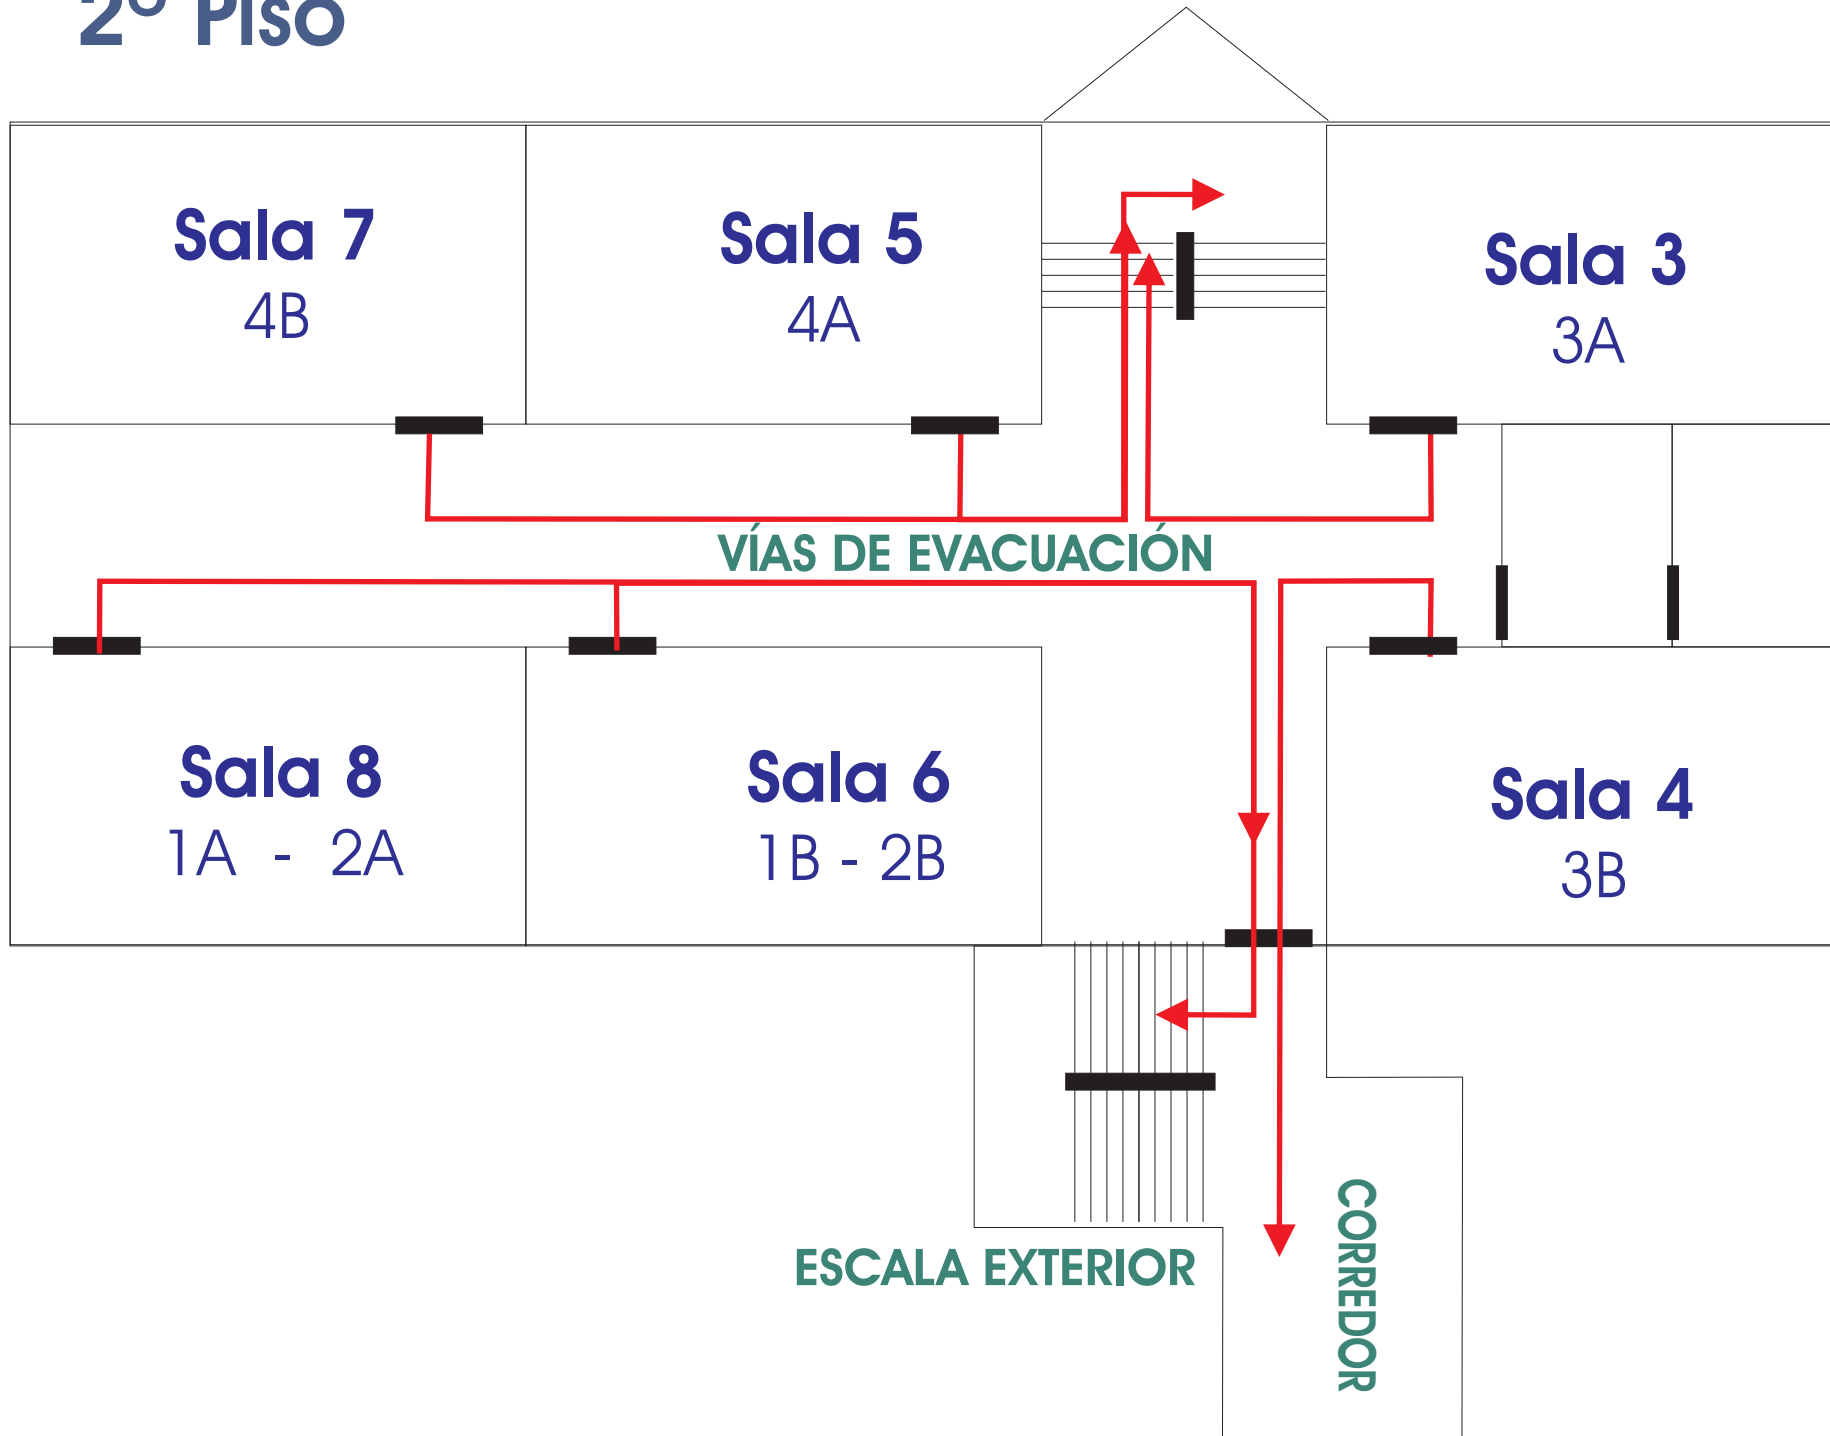 2º Piso
Sala 7
4B
Sala 5
4A
Sala 3
3A
VÍAS DE EVACUACIÓN
Sala 8
1A - 2A
Sala 6
1B - 2B
Sala 4
3B
ESCALA EXTERIOR
CORREDOR